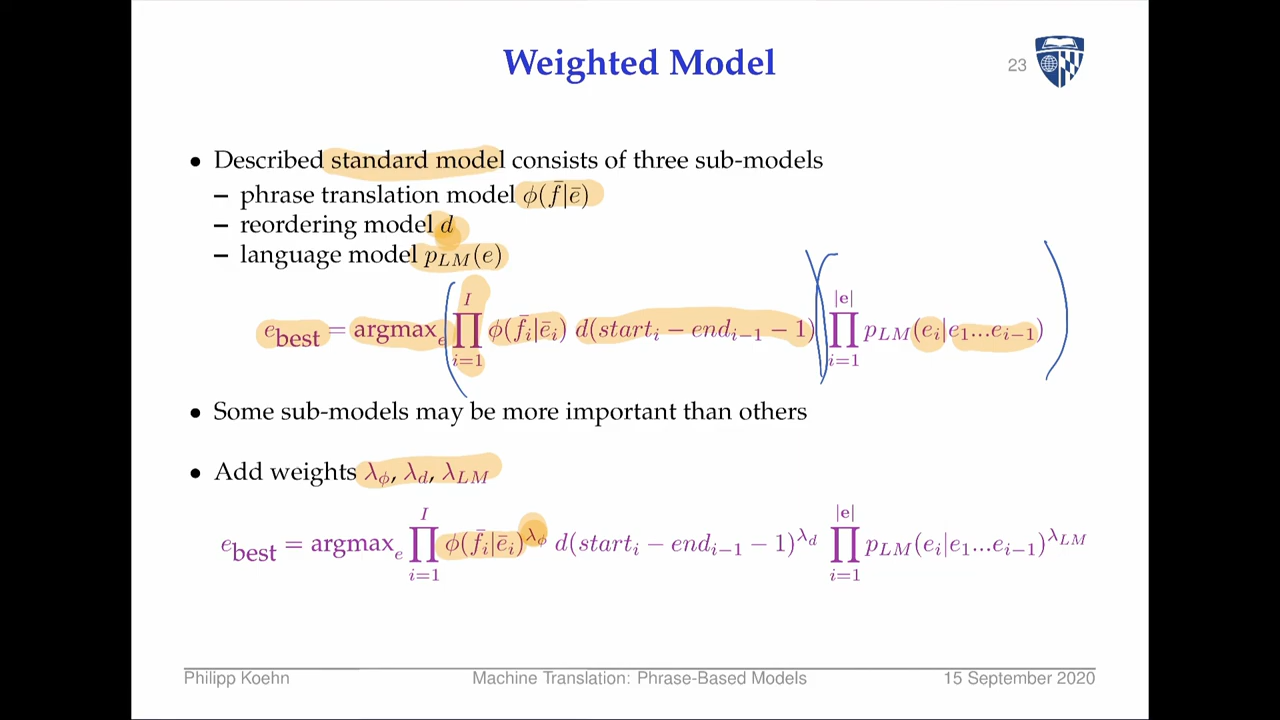 Weighted Model
23
• Described standard model consists of three sub-models
– phrase translation model ϕ(f̄|ē)
– reordering model d
– language model p_LM(e)
e_best = argmax_e ∏_{i=1}^{I} ϕ(f̄_i|ē_i) d(start_i − end_{i−1} − 1) ∏_{i=1}^{|e|} p_LM(e_i|e_1...e_{i−1})
• Some sub-models may be more important than others
• Add weights λ_ϕ, λ_d, λ_LM
e_best = argmax_e ∏_{i=1}^{I} ϕ(f̄_i|ē_i)^{λ_ϕ} d(start_i − end_{i−1} − 1)^{λ_d} ∏_{i=1}^{|e|} p_LM(e_i|e_1...e_{i−1})^{λ_LM}
Philipp Koehn Machine Translation: Phrase-Based Models 15 September 2020